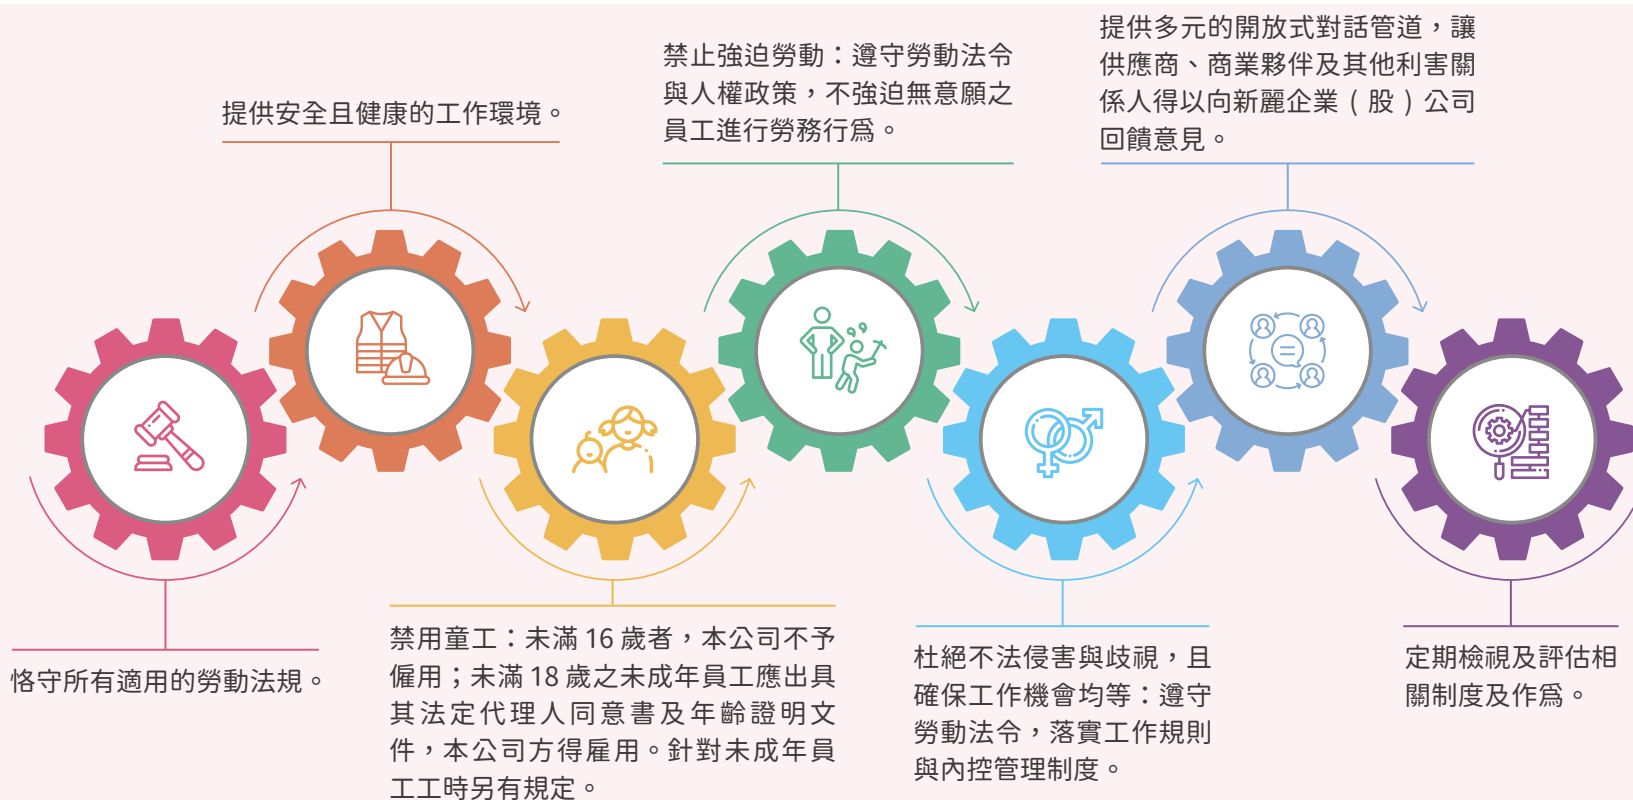 恪守所有適用的勞動法規。
提供安全且健康的工作環境。
禁用童工：未滿 16 歲者，本公司不予
僱用；未滿 18 歲之未成年員工應出具
其法定代理人同意書及年齡證明文
件，本公司方得雇用。針對未成年員
工工時另有規定。
禁止強迫勞動：遵守勞動法令
與人權政策，不強迫無意願之
員工進行勞務行為。
杜絕不法侵害與歧視，且
確保工作機會均等：遵守
勞動法令，落實工作規則
與內控管理制度。
提供多元的開放式對話管道，讓
供應商、商業夥伴及其他利害關
係人得以向新麗企業（股）公司
回饋意見。
定期檢視及評估相
關制度及作為。